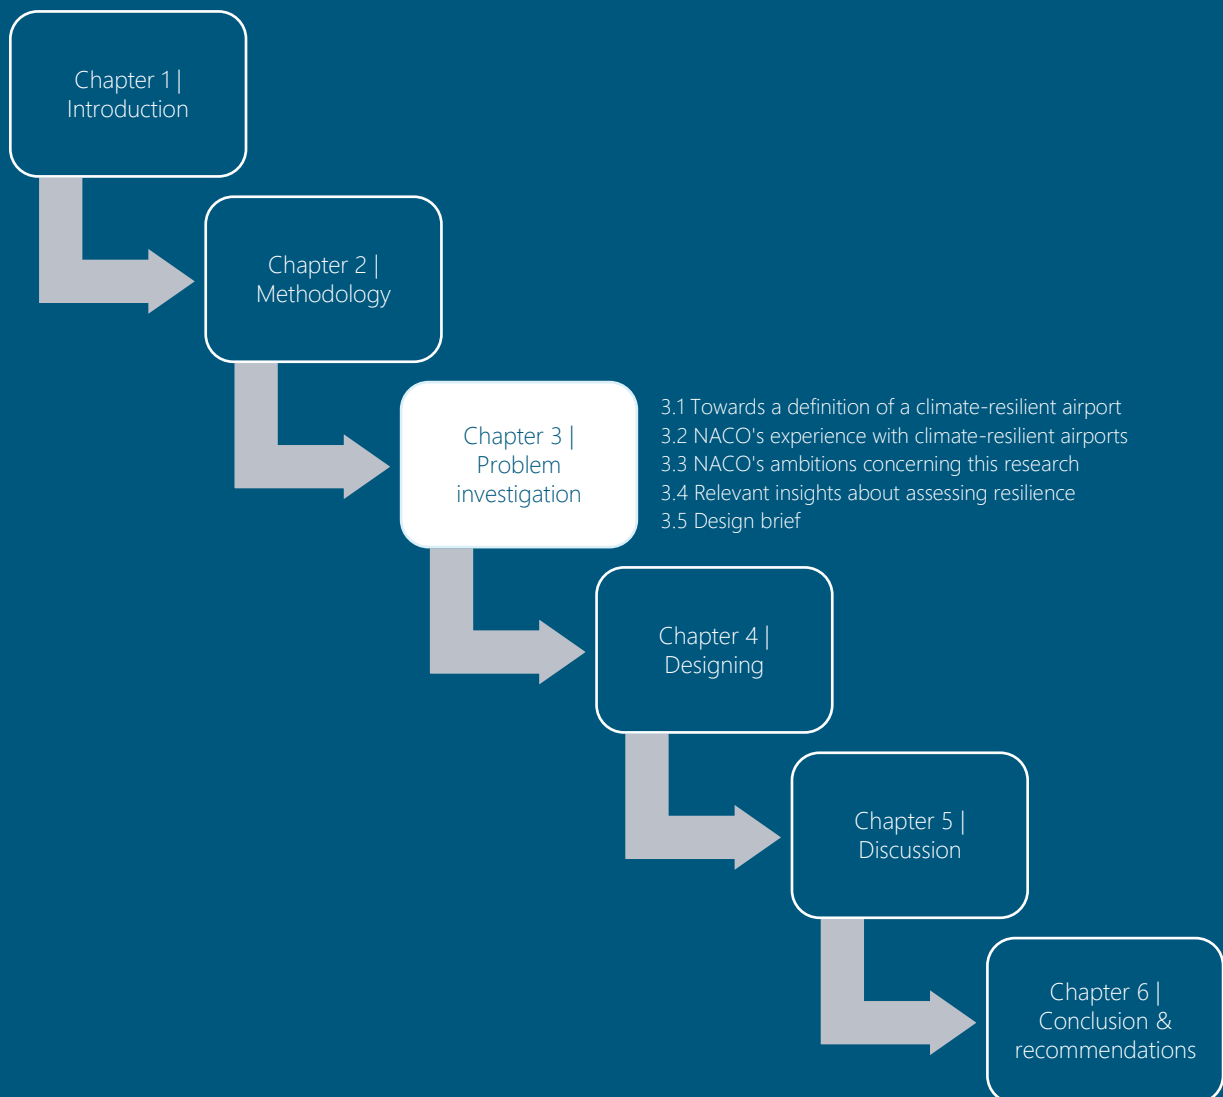 Chapter 1 |
Introduction
Chapter 2 |
Methodology
Chapter 3 |
Problem
investigation
3.1 Towards a definition of a climate-resilient airport
3.2 NACO's experience with climate-resilient airports
3.3 NACO's ambitions concerning this research
3.4 Relevant insights about assessing resilience
3.5 Design brief
Chapter 4 |
Designing
Chapter 5 |
Discussion
Chapter 6 |
Conclusion &
recommendations